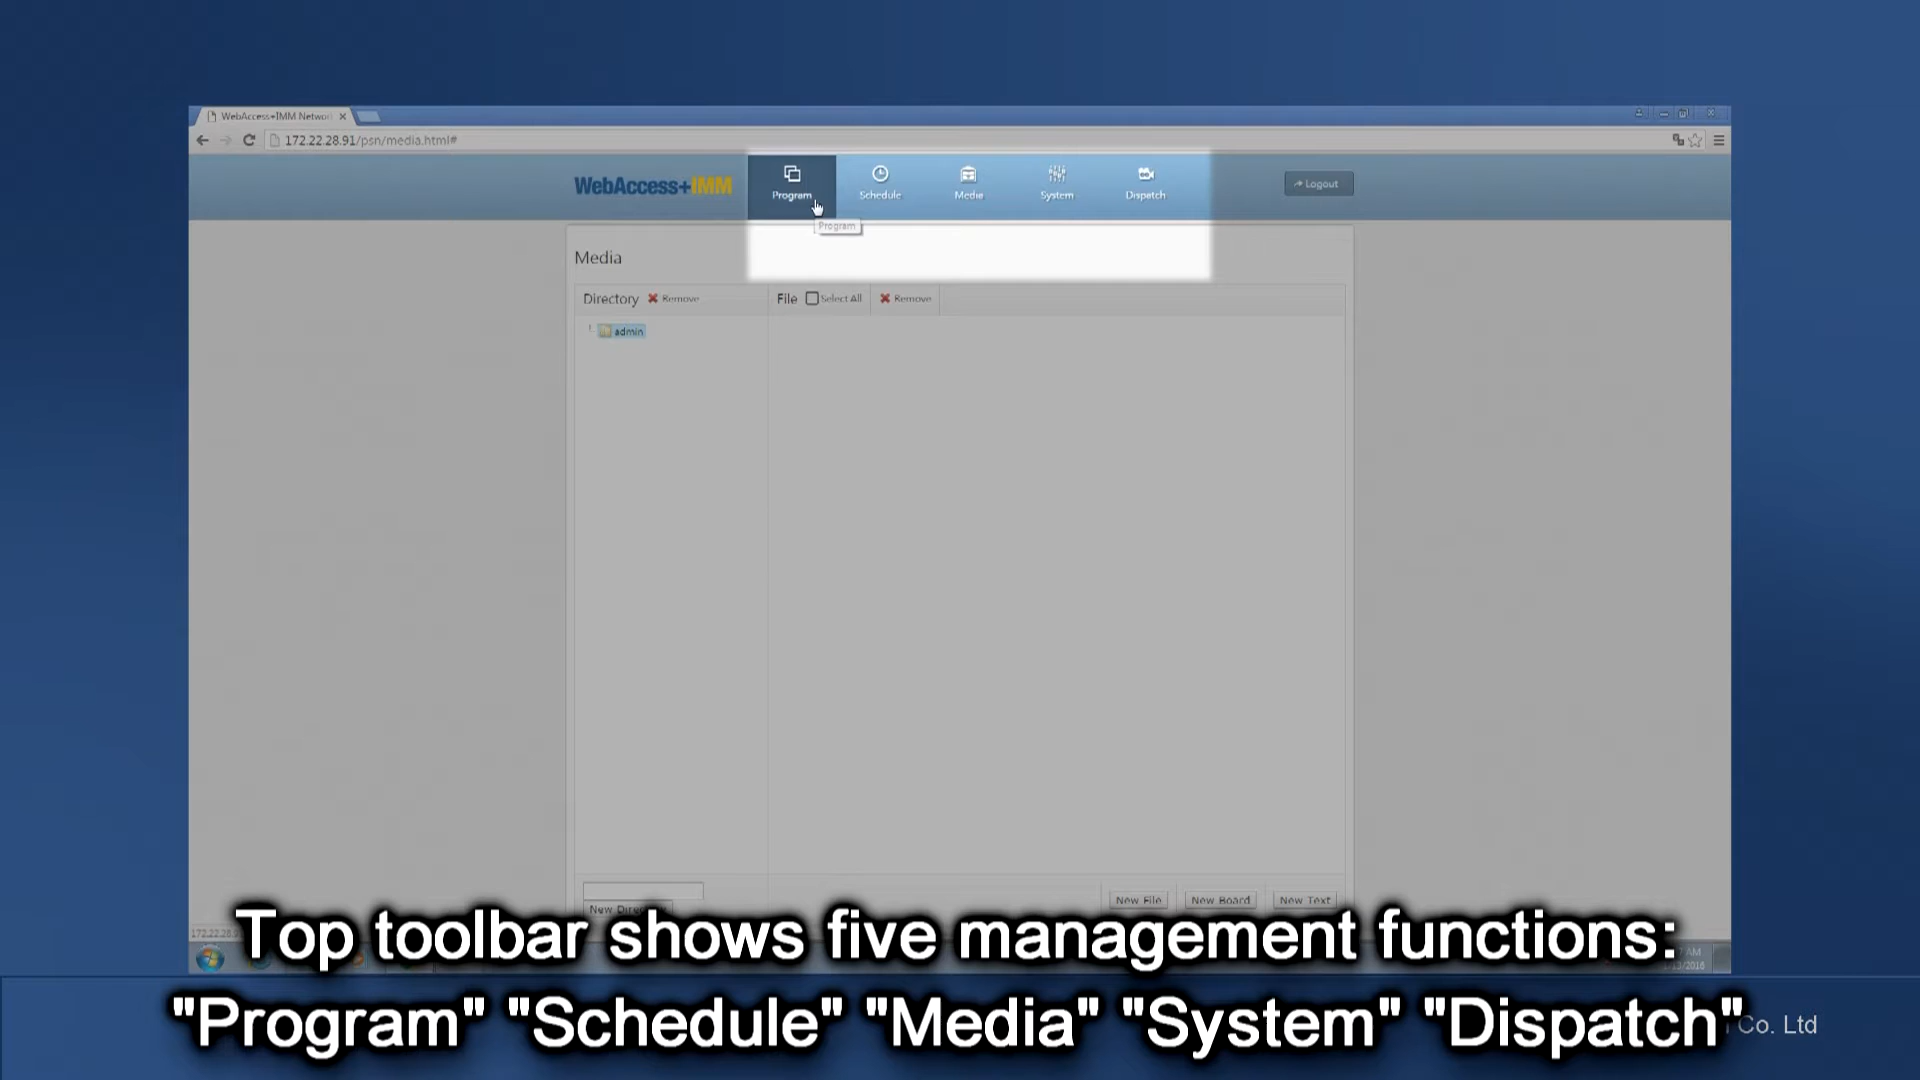 WebAccess+IMM Networ
172.22.28.91/psn/media.html#
WebAccess+IMM
Program
Schedule
Media
System
Dispatch
Logout
Program
Media
Directory
Remove
File
Select All
Remove
admin
New File
New Board
New Text
Top toolbar shows five management functions:
"Program" "Schedule" "Media" "System" "Dispatch"
Co. Ltd